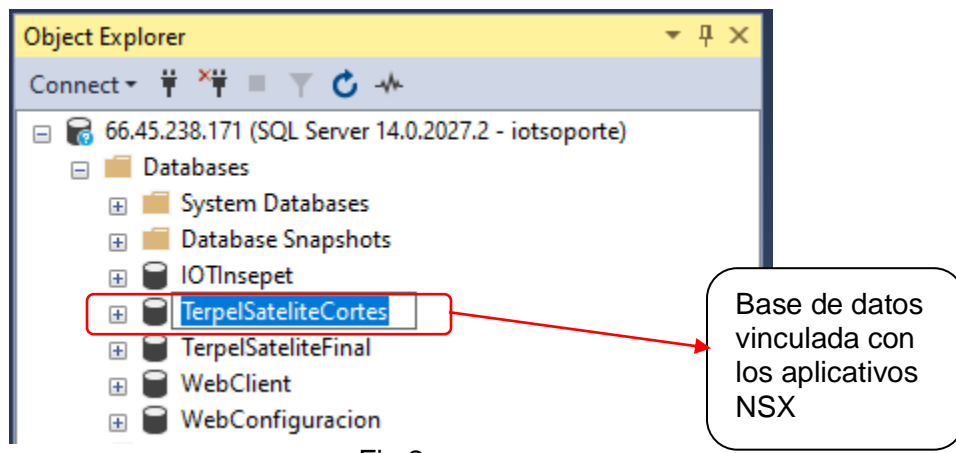 Object Explorer
Connect
66.45.238.171 (SQL Server 14.0.2027.2 - iotsoporte)
Databases
System Databases
Database Snapshots
IOTInsepet
TerpelSateliteCortes
TerpelSateliteFinal
WebClient
WebConfiguracion
Base de datos
vinculada con
los aplicativos
NSX